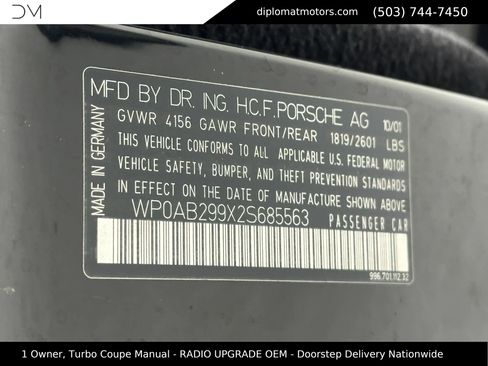 DM
diplomatmotors.com (503) 744-7450
MFD BY DR. ING. H.C.F. PORSCHE AG 10/01
GVWR 4156 GAWR FRONT/REAR 1819/2601 LBS
THIS VEHICLE CONFORMS TO ALL APPLICABLE U.S. FEDERAL MOTOR
VEHICLE SAFETY, BUMPER, AND THEFT PREVENTION STANDARDS
IN EFFECT ON THE DATE OF MANUFACTURE SHOWN ABOVE
WP0AB299X2S685563 PASSENGER CAR
MADE IN GERMANY
996.701.112.32
1 Owner, Turbo Coupe Manual - RADIO UPGRADE OEM - Doorstep Delivery Nationwide